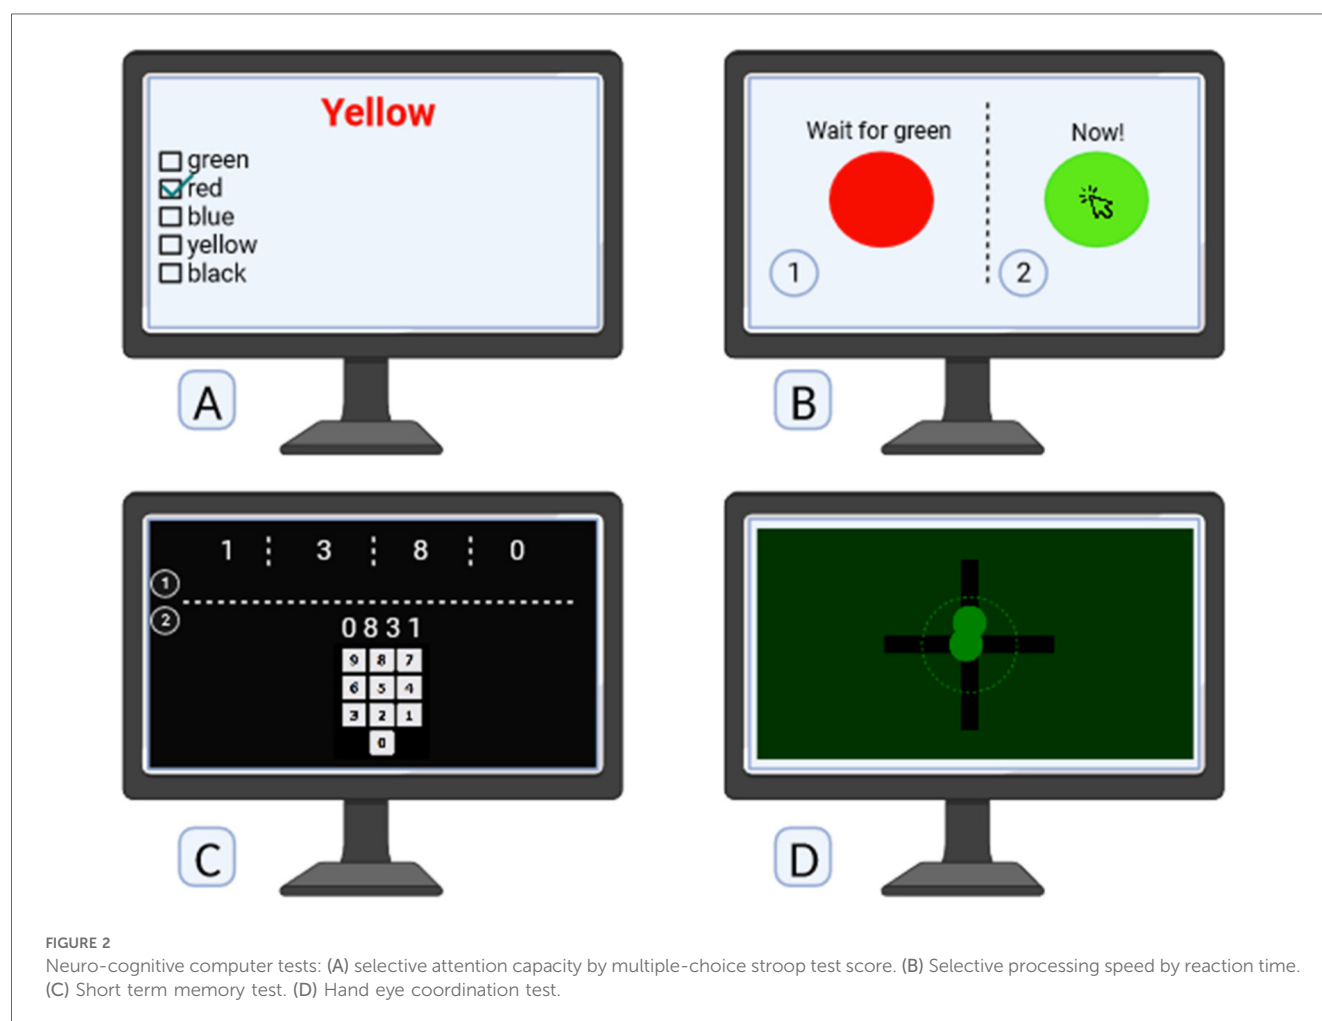 Yellow
green
red
blue
yellow
black
A
Wait for green
Now!
1
2
B
1 3 8 0
1
2
0831
9 8 7
6 5 4
3 2 1
0
C
D
FIGURE 2
Neuro-cognitive computer tests: (A) selective attention capacity by multiple-choice stroop test score. (B) Selective processing speed by reaction time.
(C) Short term memory test. (D) Hand eye coordination test.